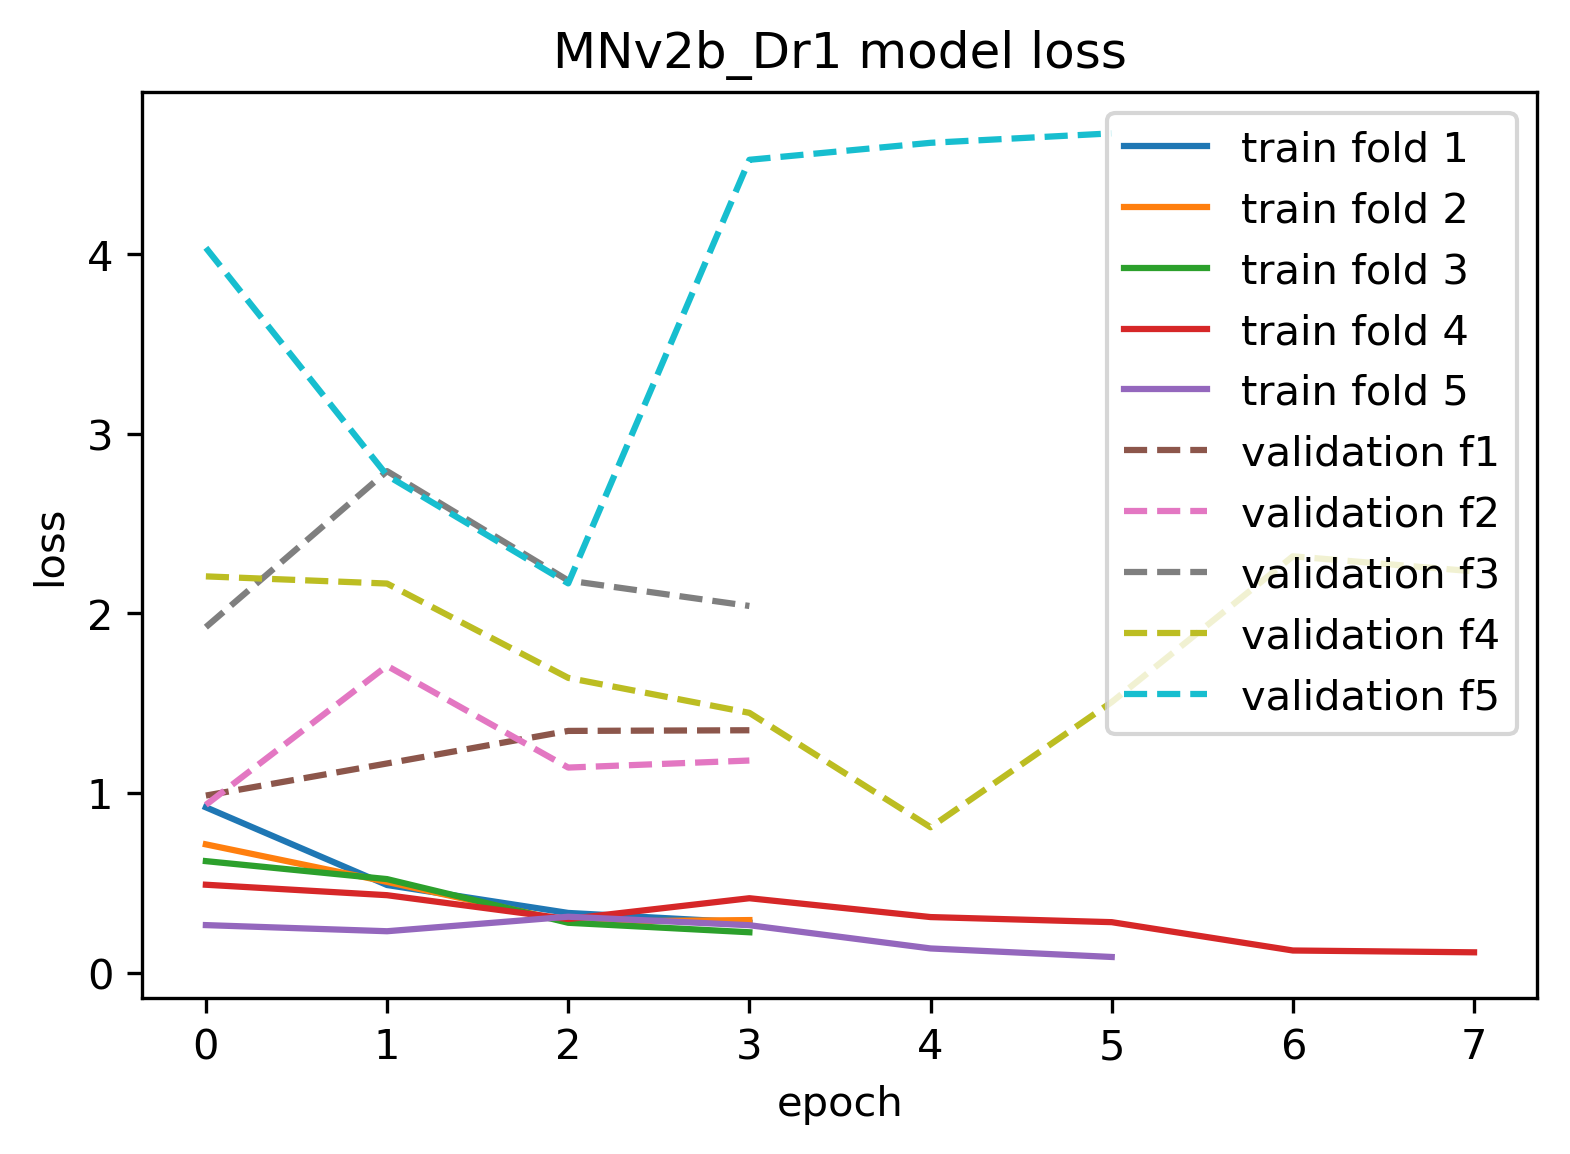 MNv2b_Dr1 model loss
loss
4
3
2
1
0
train fold 1
train fold 2
train fold 3
train fold 4
train fold 5
validation f1
validation f2
validation f3
validation f4
validation f5
0 1 2 3 4 5 6 7
epoch